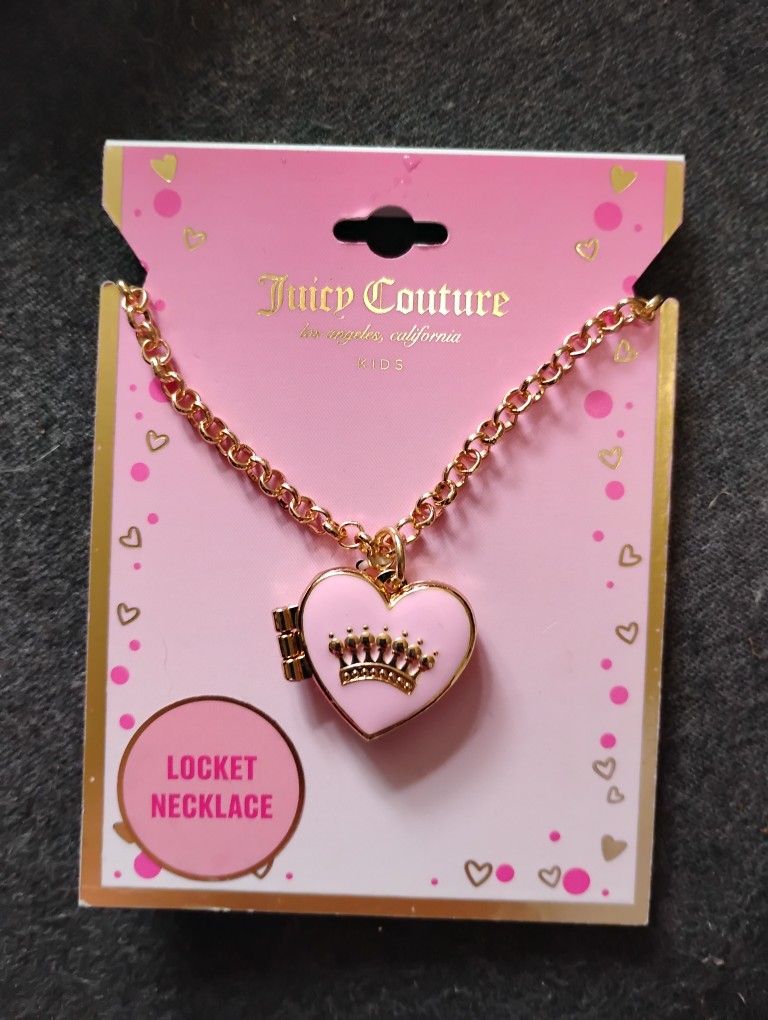 Juicy Couture
los angeles, california
KIDS
LOCKET
NECKLACE